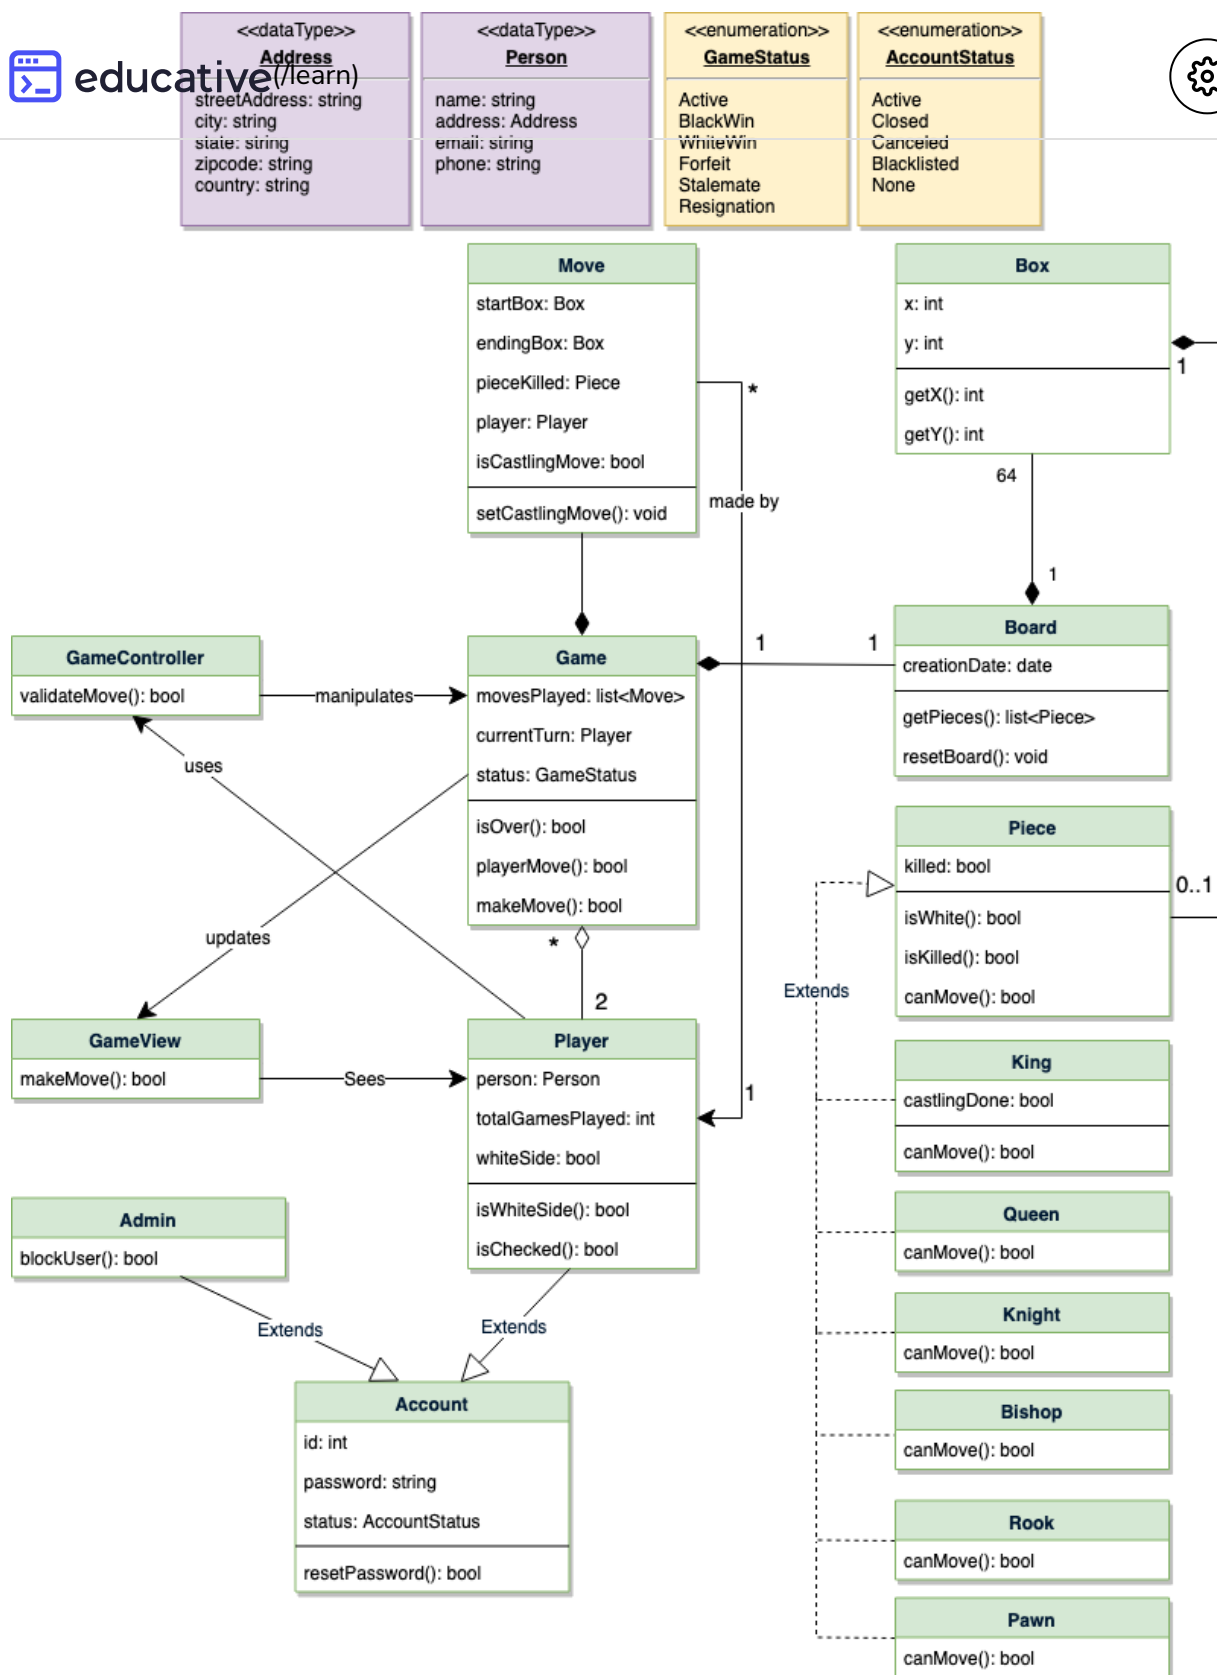 <<dataType>>
Address
streetAddress: string
city: string
state: string
zipcode: string
country: string
<<dataType>>
Person
name: string
address: Address
email: string
phone: string
<<enumeration>>
GameStatus
Active
BlackWin
WhiteWin
Forfeit
Stalemate
Resignation
<<enumeration>>
AccountStatus
Active
Closed
Canceled
Blacklisted
None
educative(/learn)
Move
startBox: Box
endingBox: Box
pieceKilled: Piece
player: Player
isCastlingMove: bool
setCastlingMove(): void
*
made by
1
Box
x: int
y: int
getX(): int
getY(): int
1
64
1
GameController
validateMove(): bool
manipulates
uses
Game
movesPlayed: list<Move>
currentTurn: Player
status: GameStatus
isOver(): bool
playerMove(): bool
makeMove(): bool
1
1
Board
creationDate: date
getPieces(): list<Piece>
resetBoard(): void
updates
*
2
Piece
killed: bool
isWhite(): bool
isKilled(): bool
canMove(): bool
0..1
Extends
GameView
makeMove(): bool
Sees
Player
person: Person
totalGamesPlayed: int
whiteSide: bool
isWhiteSide(): bool
isChecked(): bool
King
castlingDone: bool
canMove(): bool
Queen
canMove(): bool
Knight
canMove(): bool
Bishop
canMove(): bool
Rook
canMove(): bool
Pawn
canMove(): bool
Admin
blockUser(): bool
Extends
Extends
Account
id: int
password: string
status: AccountStatus
resetPassword(): bool